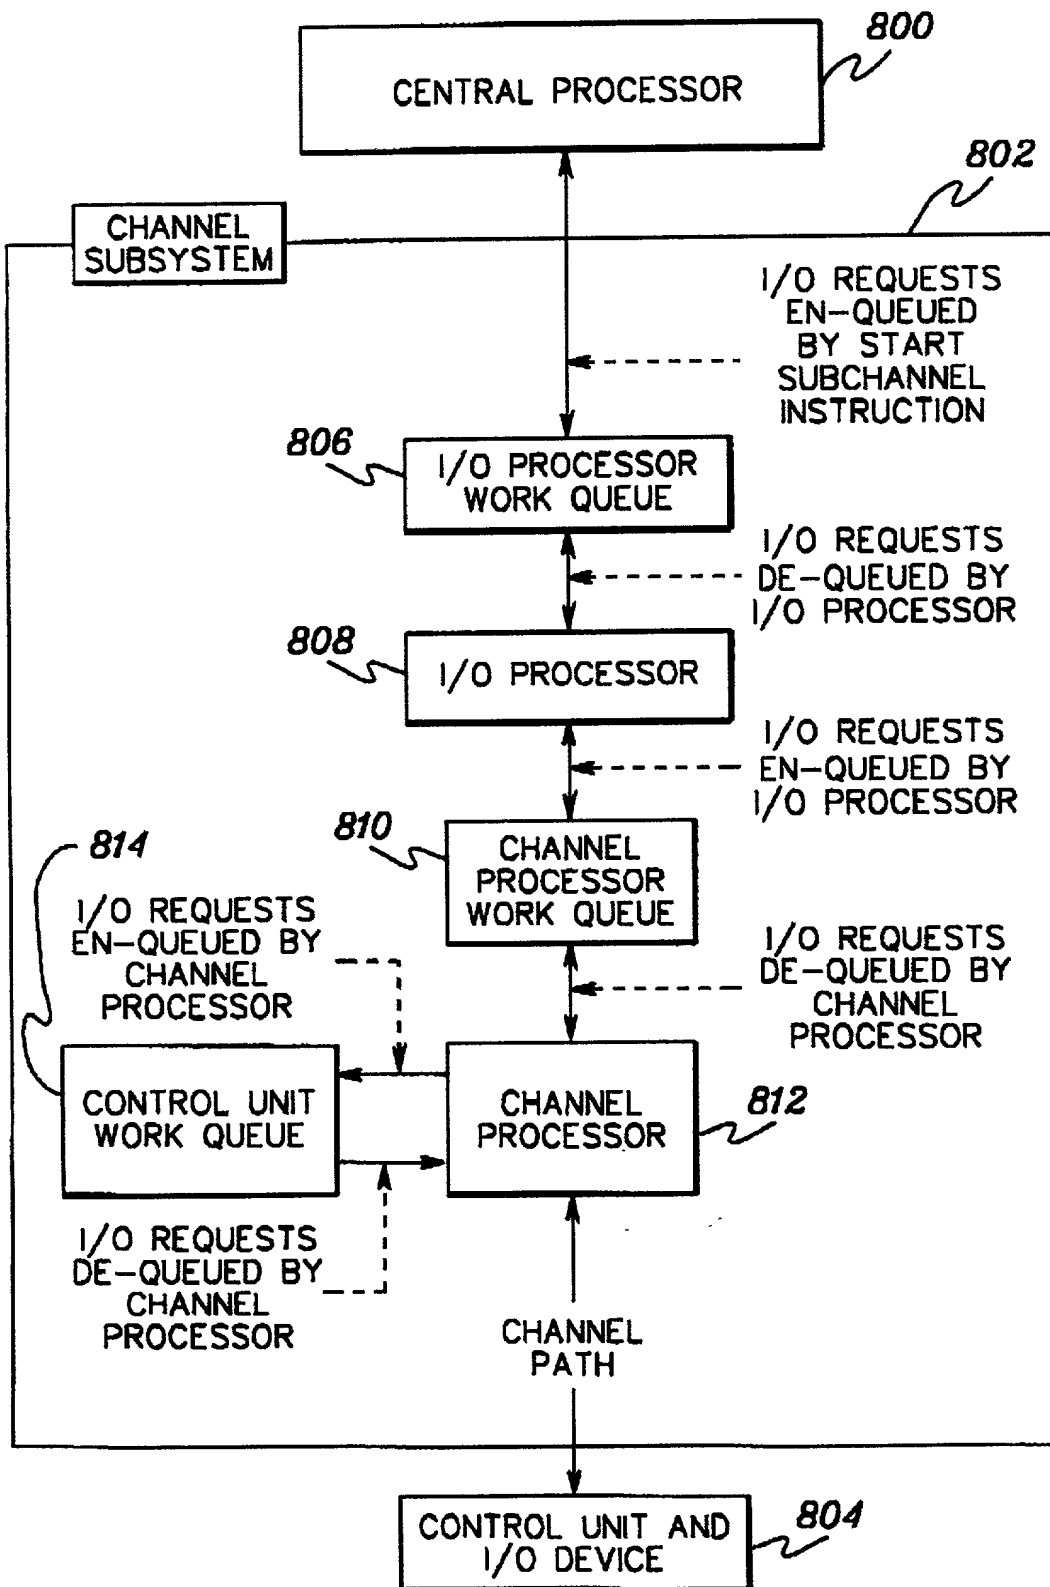 800
CENTRAL PROCESSOR
802
CHANNEL
SUBSYSTEM
I/O REQUESTS
EN-QUEUED
BY START
SUBCHANNEL
INSTRUCTION
806
I/O PROCESSOR
WORK QUEUE
I/O REQUESTS
DE-QUEUED BY
I/O PROCESSOR
808
I/O PROCESSOR
I/O REQUESTS
EN-QUEUED BY
I/O PROCESSOR
810
CHANNEL
PROCESSOR
WORK QUEUE
814
I/O REQUESTS
EN-QUEUED BY
CHANNEL
PROCESSOR
I/O REQUESTS
DE-QUEUED BY
CHANNEL
PROCESSOR
CONTROL UNIT
WORK QUEUE
CHANNEL
PROCESSOR
812
I/O REQUESTS
DE-QUEUED BY
CHANNEL
PROCESSOR
CHANNEL
PATH
CONTROL UNIT AND
I/O DEVICE
804